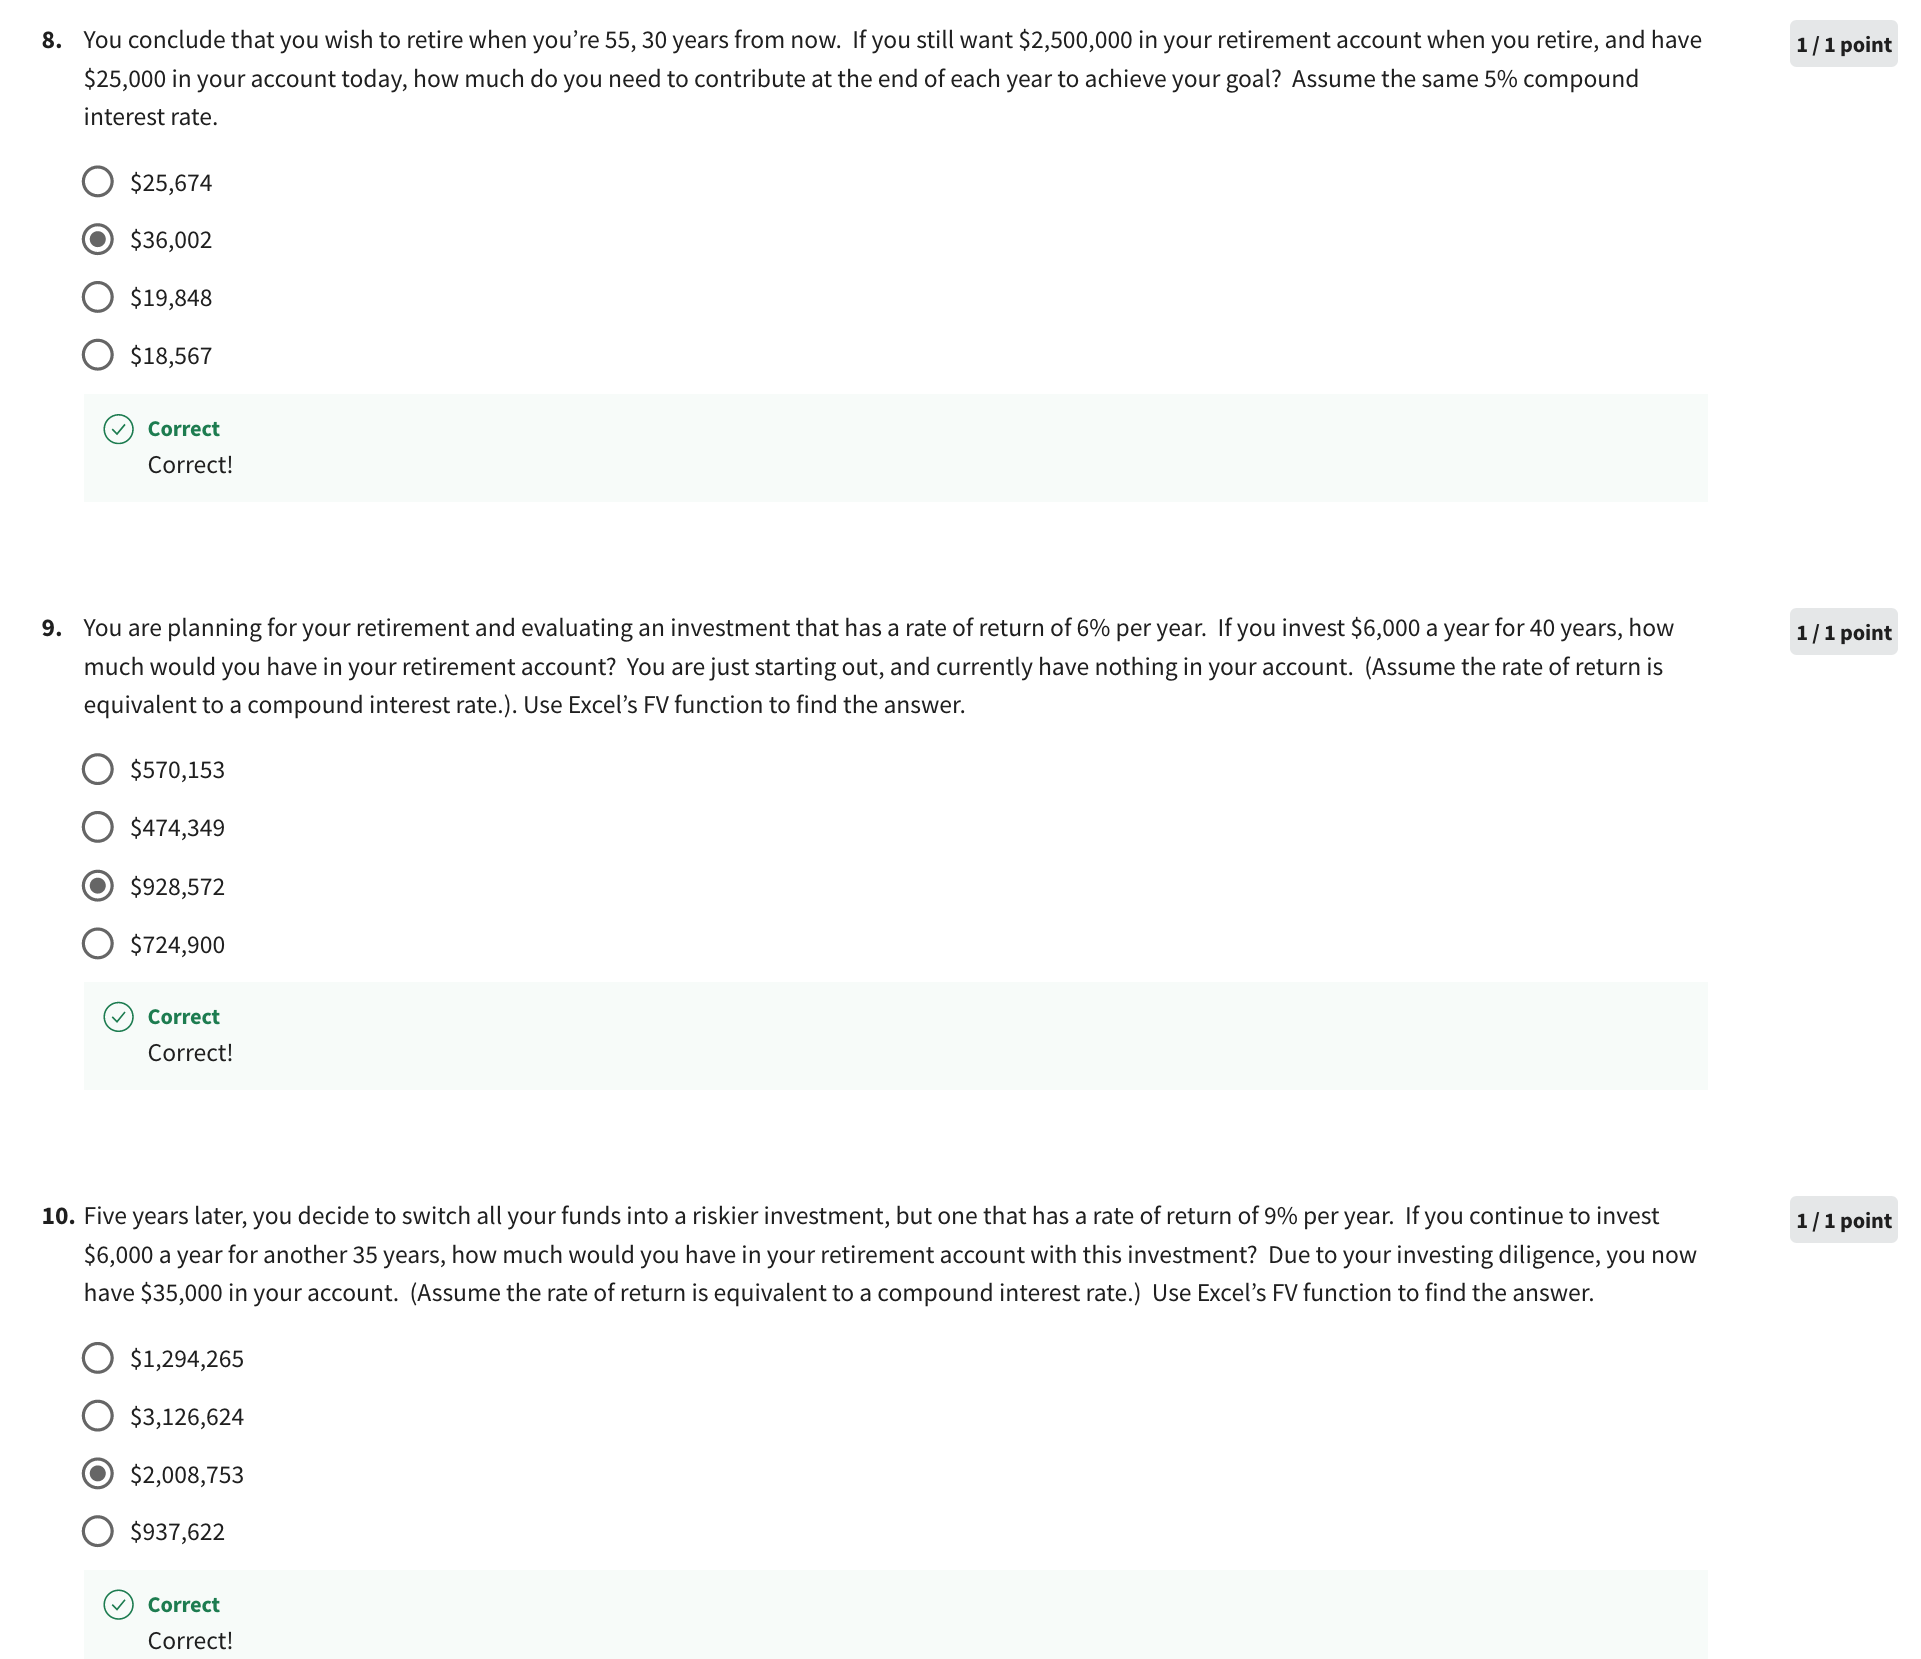 8. You conclude that you wish to retire when you’re 55, 30 years from now.  If you still want $2,500,000 in your retirement account when you retire, and have
1 / 1 point
$25,000 in your account today, how much do you need to contribute at the end of each year to achieve your goal?  Assume the same 5% compound
interest rate.
$25,674
$36,002
$19,848
$18,567
Correct
Correct!
9. You are planning for your retirement and evaluating an investment that has a rate of return of 6% per year.  If you invest $6,000 a year for 40 years, how
1 / 1 point
much would you have in your retirement account?  You are just starting out, and currently have nothing in your account.  (Assume the rate of return is
equivalent to a compound interest rate.). Use Excel’s FV function to find the answer.
$570,153
$474,349
$928,572
$724,900
Correct
Correct!
10. Five years later, you decide to switch all your funds into a riskier investment, but one that has a rate of return of 9% per year.  If you continue to invest
1 / 1 point
$6,000 a year for another 35 years, how much would you have in your retirement account with this investment?  Due to your investing diligence, you now
have $35,000 in your account.  (Assume the rate of return is equivalent to a compound interest rate.)  Use Excel’s FV function to find the answer.
$1,294,265
$3,126,624
$2,008,753
$937,622
Correct
Correct!